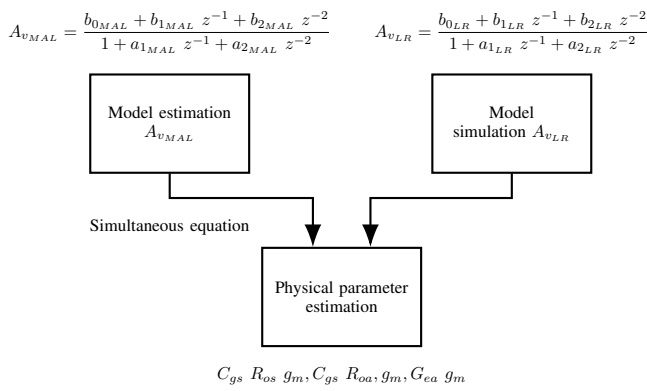 A_{v_{MAL}} = \frac{b_{0_{MAL}} + b_{1_{MAL}} z^{-1} + b_{2_{MAL}} z^{-2}}{1 + a_{1_{MAL}} z^{-1} + a_{2_{MAL}} z^{-2}}
A_{v_{LR}} = \frac{b_{0_{LR}} + b_{1_{LR}} z^{-1} + b_{2_{LR}} z^{-2}}{1 + a_{1_{LR}} z^{-1} + a_{2_{LR}} z^{-2}}
Model estimation
A_{v_{MAL}}
Model
simulation A_{v_{LR}}
Simultaneous equation
Physical parameter
estimation
C_{gs} R_{os} g_m, C_{gs} R_{oa}, g_m, G_{ea} g_m